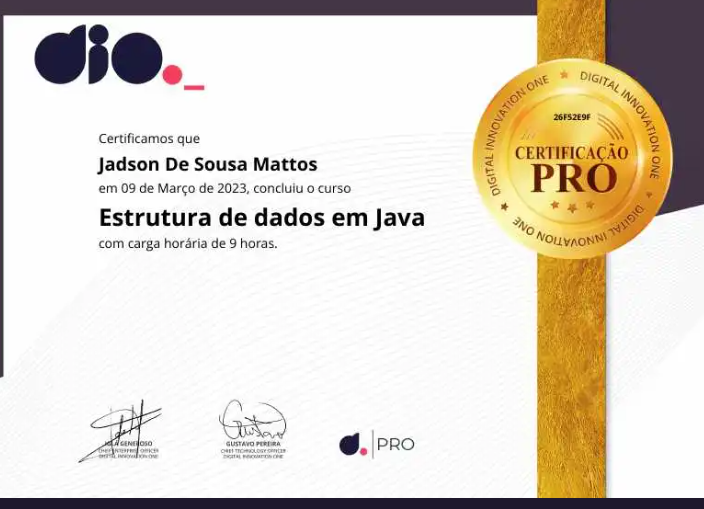 dio._
Certificamos que
Jadson De Sousa Mattos
em 09 de Março de 2023, concluiu o curso
Estrutura de dados em Java
com carga horária de 9 horas.
DIGITAL INNOVATION ONE ★ DIGITAL INNOVATION ONE ★ DIGITAL INNOVATION ONE ★
26F52E9F
CERTIFICAÇÃO
PRO
GENEROSO
CHIEF ENTERPRISE OFFICER
DIGITAL INNOVATION ONE
GUSTAVO PEREIRA
CHIEF TECHNOLOGY OFFICER
DIGITAL INNOVATION ONE
d. PRO